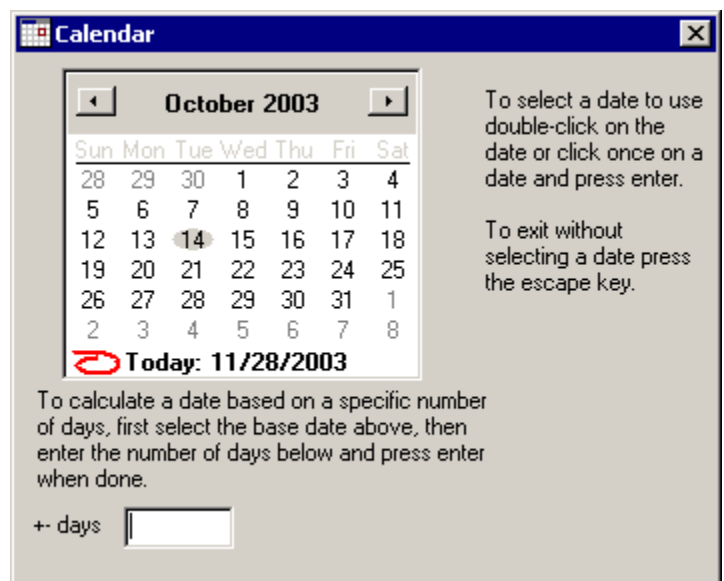 Calendar
October 2003
Sun Mon Tue Wed Thu Fri Sat
28 29 30 1 2 3 4
5 6 7 8 9 10 11
12 13 14 15 16 17 18
19 20 21 22 23 24 25
26 27 28 29 30 31 1
2 3 4 5 6 7 8
Today: 11/28/2003
To select a date to use
double-click on the
date or click once on a
date and press enter.
To exit without
selecting a date press
the escape key.
To calculate a date based on a specific number
of days, first select the base date above, then
enter the number of days below and press enter
when done.
+- days